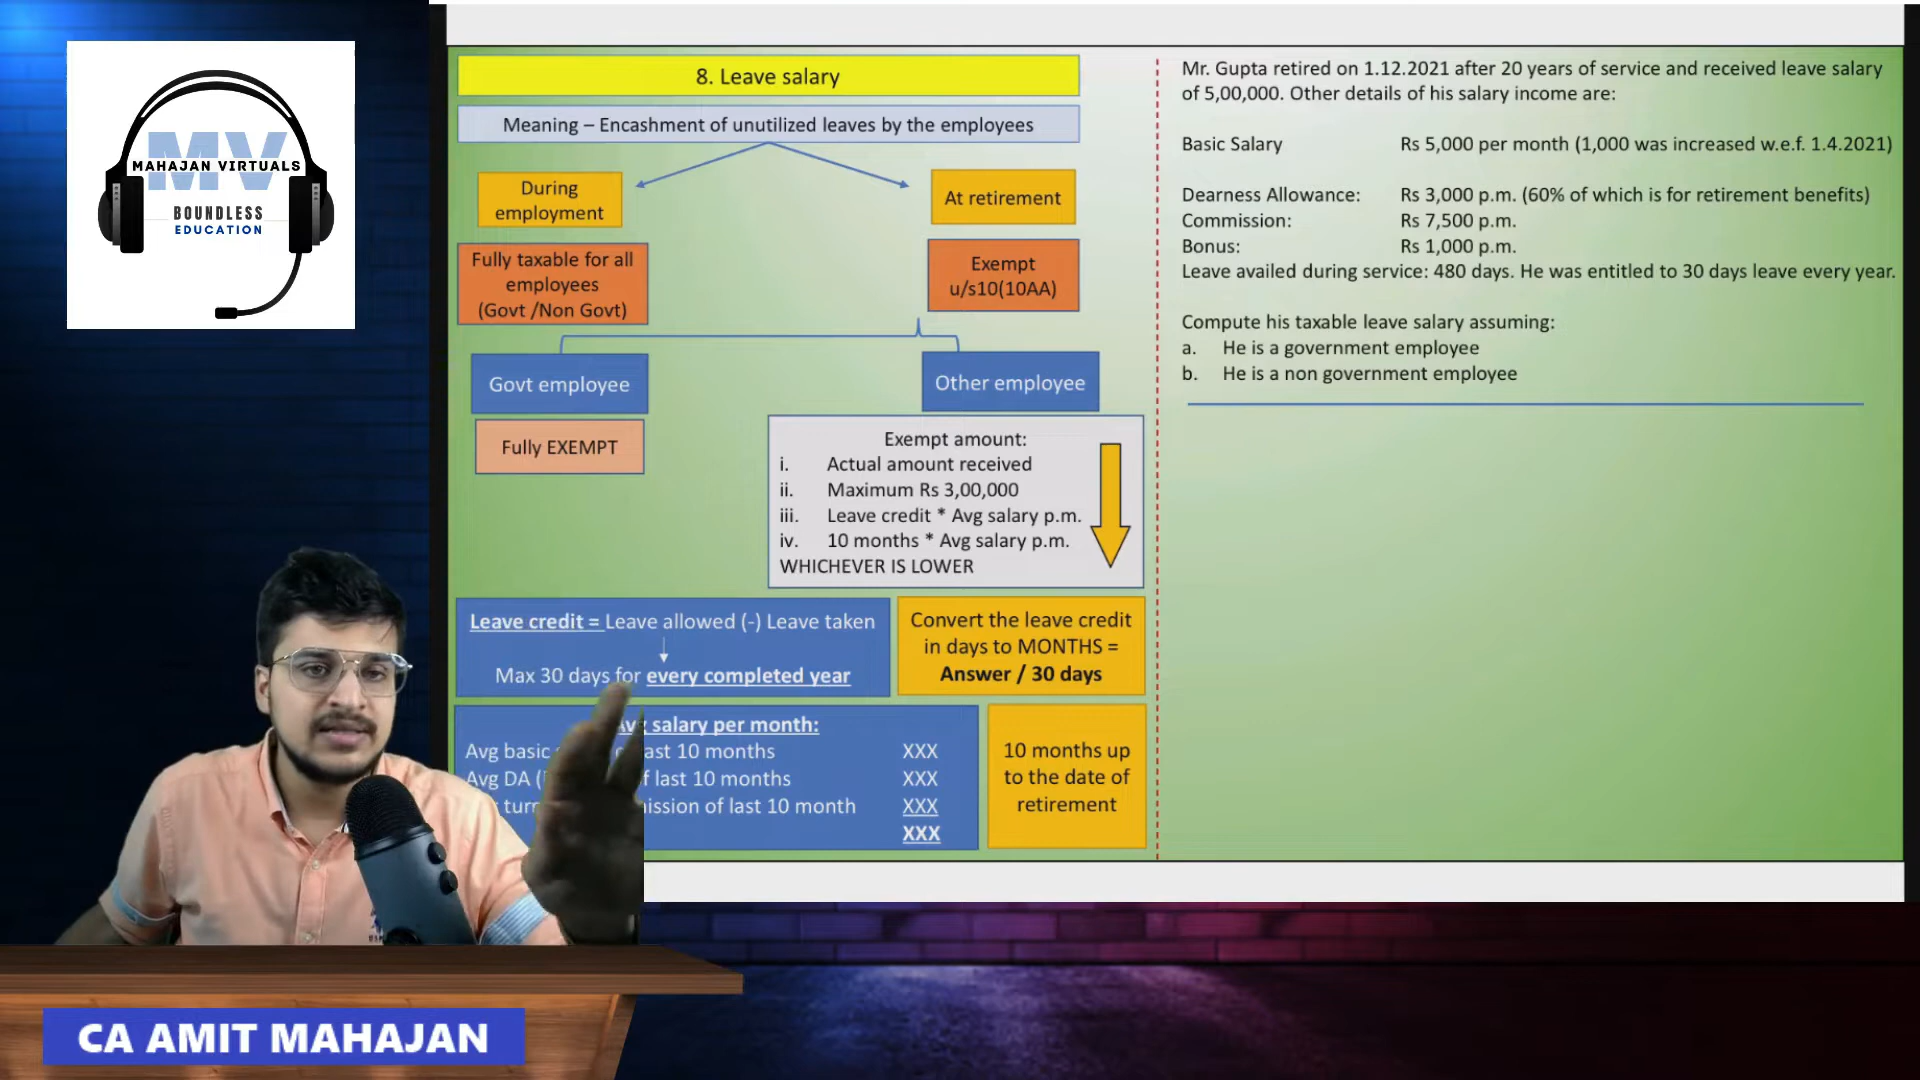 MV
MAHAJAN VIRTUALS
BOUNDLESS
EDUCATION
8. Leave salary
Meaning – Encashment of unutilized leaves by the employees
During
employment
At retirement
Fully taxable for all
employees
(Govt /Non Govt)
Exempt
u/s10(10AA)
Govt employee
Other employee
Fully EXEMPT
Exempt amount:
i. Actual amount received
ii. Maximum Rs 3,00,000
iii. Leave credit * Avg salary p.m.
iv. 10 months * Avg salary p.m.
WHICHEVER IS LOWER
Leave credit = Leave allowed (-) Leave taken
Max 30 days for every completed year
Convert the leave credit
in days to MONTHS =
Answer / 30 days
salary per month:
Avg basic last 10 months XXX
Avg DA ( of last 10 months XXX
of last 10 month XXX
XXX
10 months up
to the date of
retirement
Mr. Gupta retired on 1.12.2021 after 20 years of service and received leave salary
of 5,00,000. Other details of his salary income are:
Basic Salary Rs 5,000 per month (1,000 was increased w.e.f. 1.4.2021)
Dearness Allowance: Rs 3,000 p.m. (60% of which is for retirement benefits)
Commission: Rs 7,500 p.m.
Bonus: Rs 1,000 p.m.
Leave availed during service: 480 days. He was entitled to 30 days leave every year.
Compute his taxable leave salary assuming:
a. He is a government employee
b. He is a non government employee
CA AMIT MAHAJAN